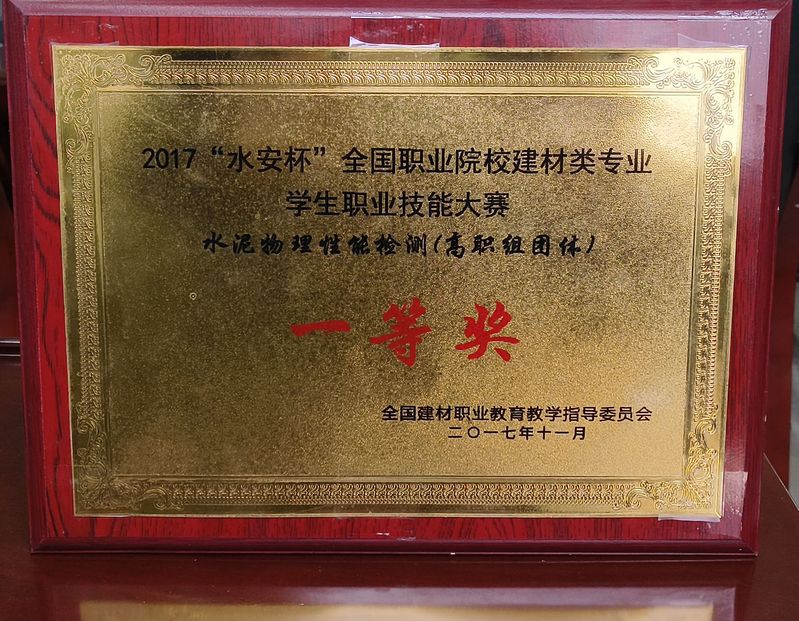 2017“水安杯”全国职业院校建材类专业
学生职业技能大赛
水泥物理性能检测(高职组团体)
一等奖
全国建材职业教育教学指导委员会
二〇一七年十一月